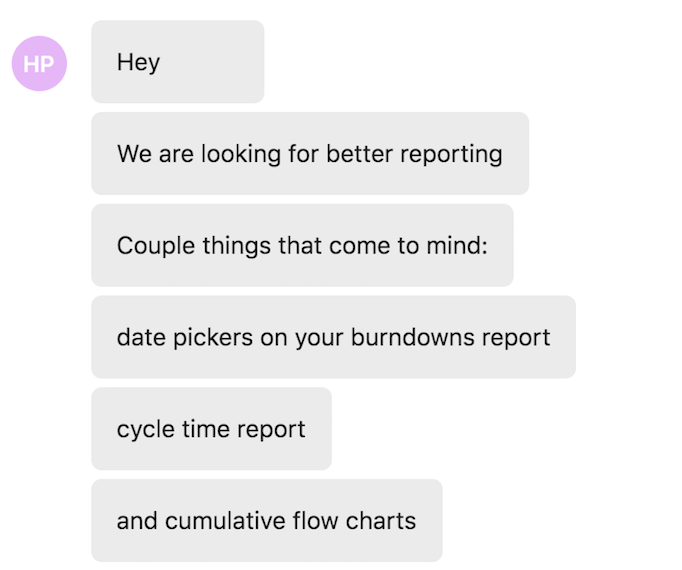 HP
Hey
We are looking for better reporting
Couple things that come to mind:
date pickers on your burndowns report
cycle time report
and cumulative flow charts